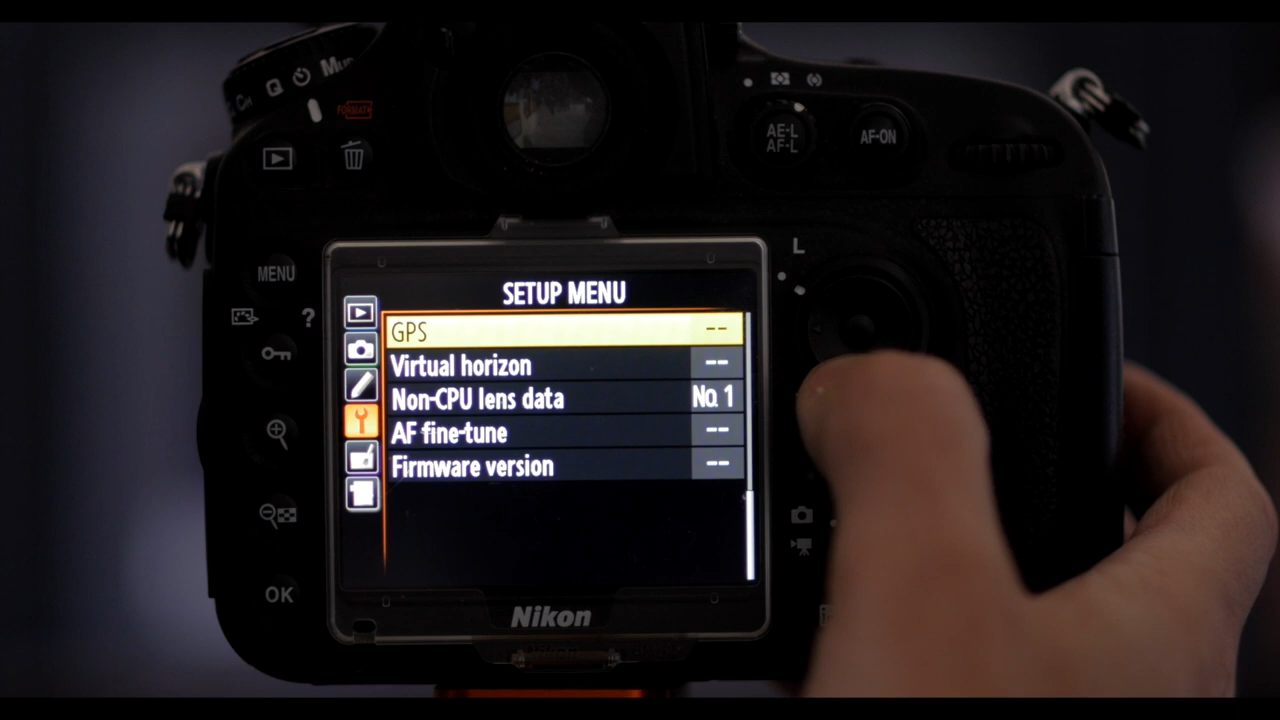 Q
FORMAT
AE-L
AF-L
AF-ON
MENU
?
L
SETUP MENU
GPS --
Virtual horizon --
Non-CPU lens data No. 1
AF fine-tune --
Firmware version --
OK
Nikon